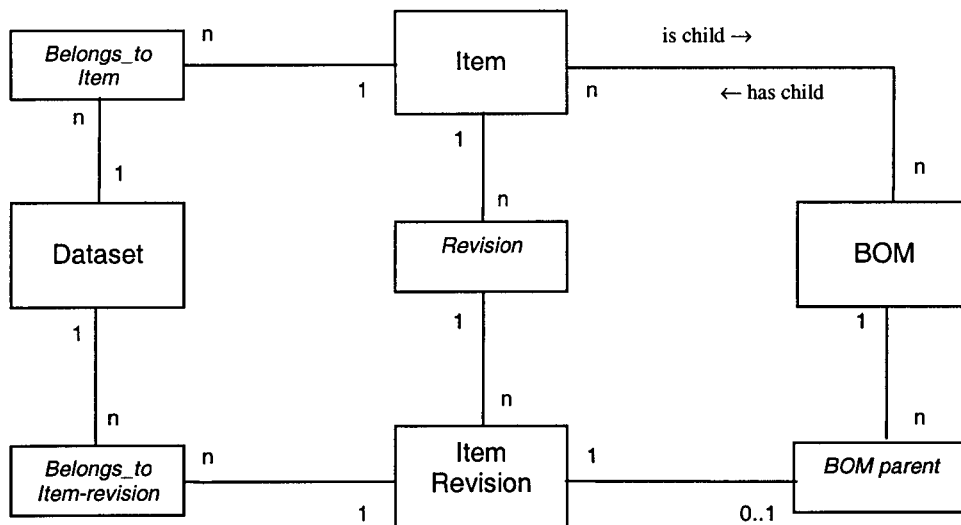 Belongs_to
Item
n
1
Item
is child →
n
← has child
n
1
1
n
n
Dataset
Revision
BOM
1
1
1
n
n
n
Belongs_to
Item-revision
n
1
Item
Revision
1
0..1
BOM parent